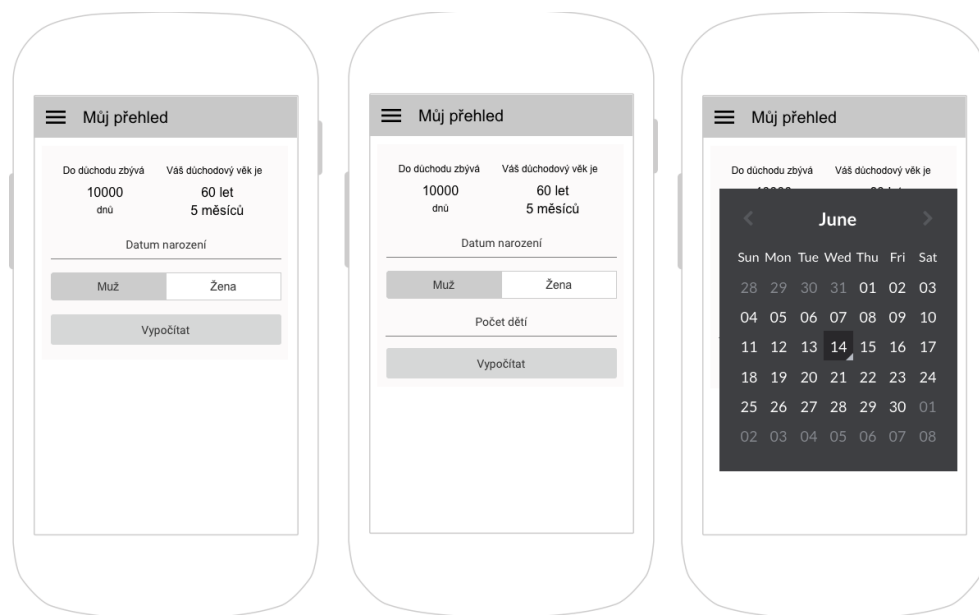 Můj přehled
Do důchodu zbývá Váš důchodový věk je
10000 60 let
dnů 5 měsíců
Datum narození
Muž Žena
Vypočítat
Můj přehled
Do důchodu zbývá Váš důchodový věk je
10000 60 let
dnů 5 měsíců
Datum narození
Muž Žena
Počet dětí
Vypočítat
Můj přehled
Do důchodu zbývá Váš důchodový věk je
June
Sun Mon Tue Wed Thu Fri Sat
28 29 30 31 01 02 03
04 05 06 07 08 09 10
11 12 13 14 15 16 17
18 19 20 21 22 23 24
25 26 27 28 29 30 01
02 03 04 05 06 07 08